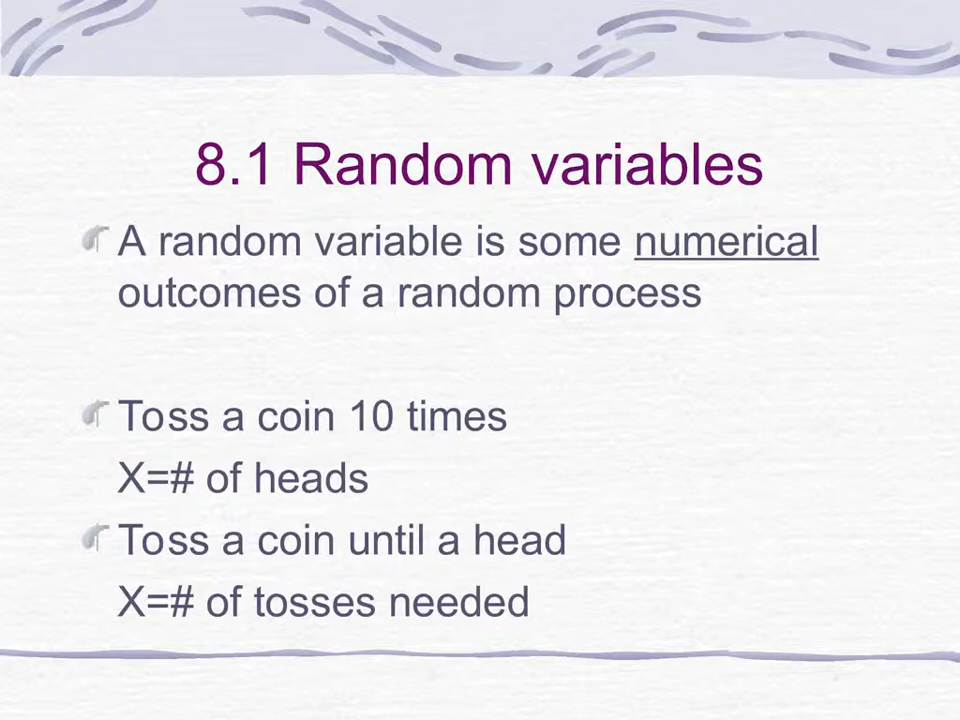 8.1 Random variables
A random variable is some numerical
outcomes of a random process
Toss a coin 10 times
X=# of heads
Toss a coin until a head
X=# of tosses needed